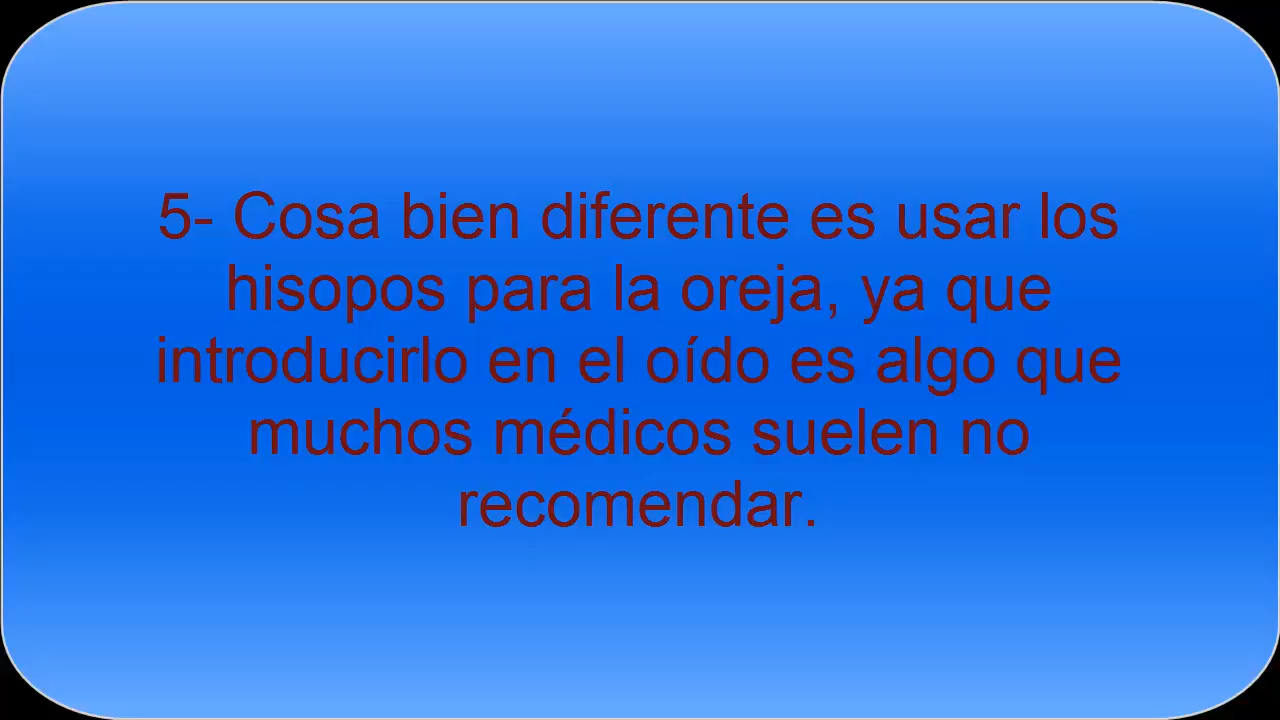 5- Cosa bien diferente es usar los
hisopos para la oreja, ya que
introducirlo en el oído es algo que
muchos médicos suelen no
recomendar.